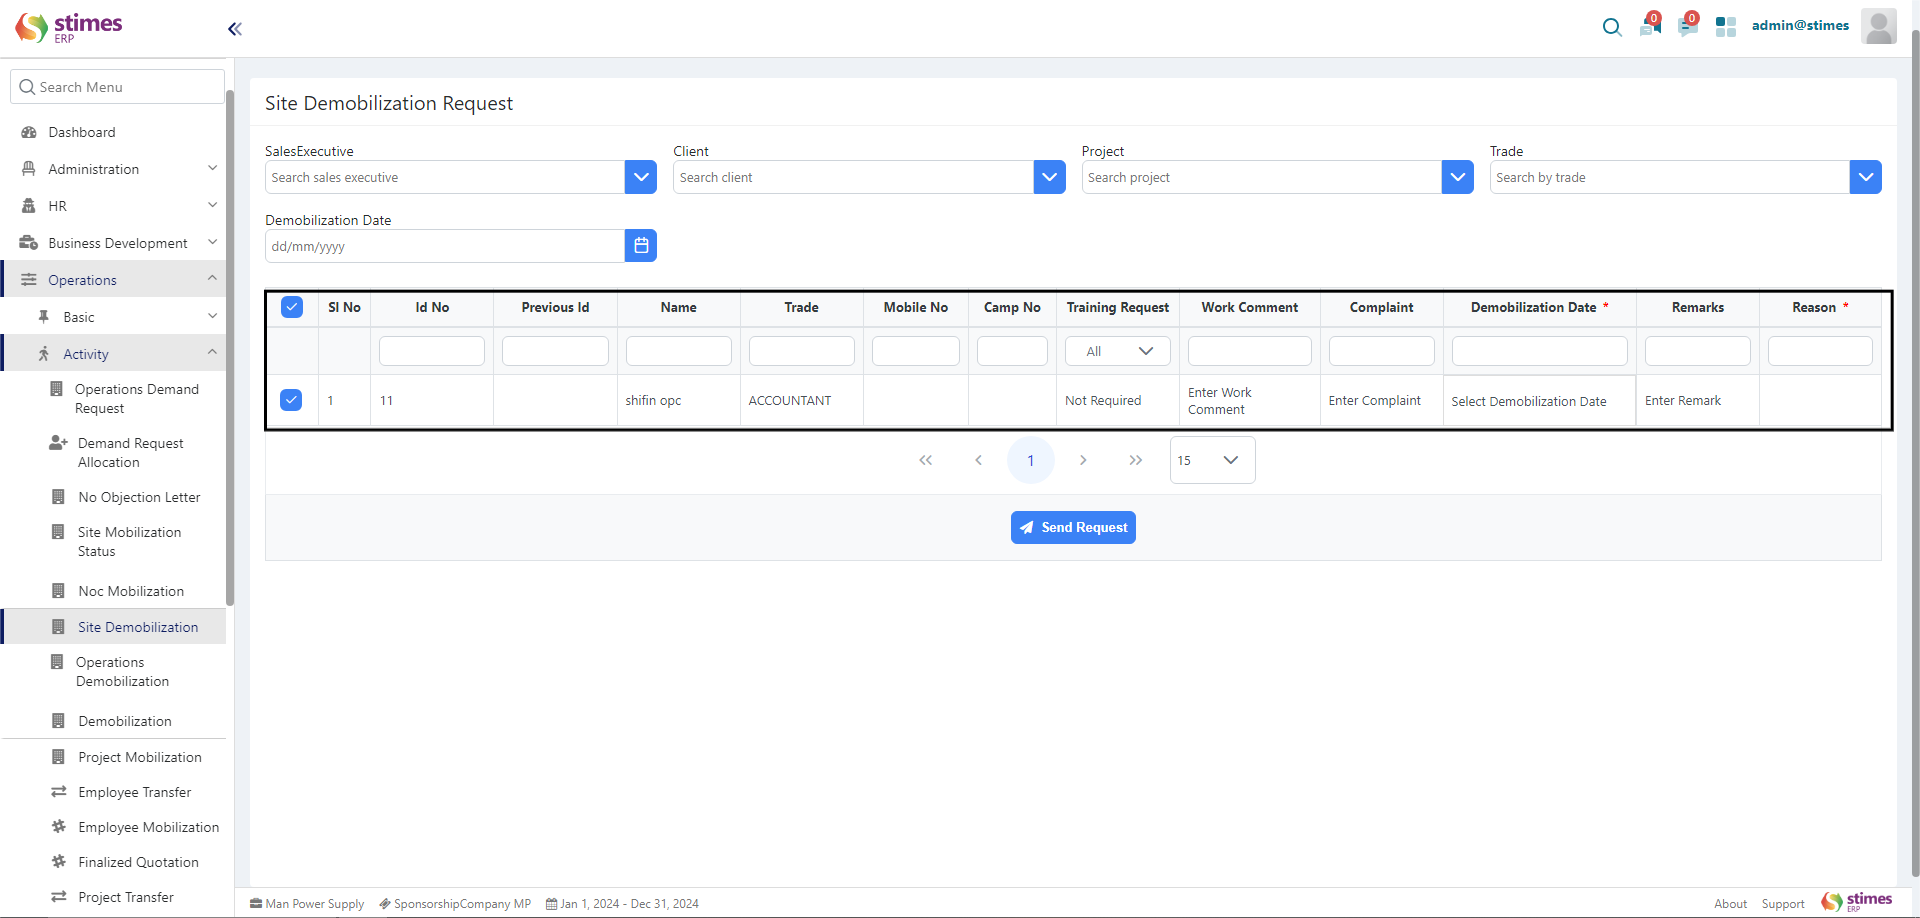 stimes
ERP
0
0
admin@stimes
Search Menu
Dashboard
Administration
HR
Business Development
Operations
Basic
Activity
Operations Demand
Request
Demand Request
Allocation
No Objection Letter
Site Mobilization
Status
Noc Mobilization
Site Demobilization
Operations
Demobilization
Demobilization
Project Mobilization
Employee Transfer
Employee Mobilization
Finalized Quotation
Project Transfer
Site Demobilization Request
SalesExecutive
Client
Project
Trade
Search sales executive
Search client
Search project
Search by trade
Demobilization Date
dd/mm/yyyy
Sl No Id No Previous Id Name Trade Mobile No Camp No Training Request Work Comment Complaint Demobilization Date * Remarks Reason *
All
1 11 shifin opc ACCOUNTANT Not Required Enter Work
Comment Enter Complaint Select Demobilization Date Enter Remark
1
15
Send Request
Man Power Supply SponsorshipCompany MP Jan 1, 2024 - Dec 31, 2024
About Support stimes
ERP